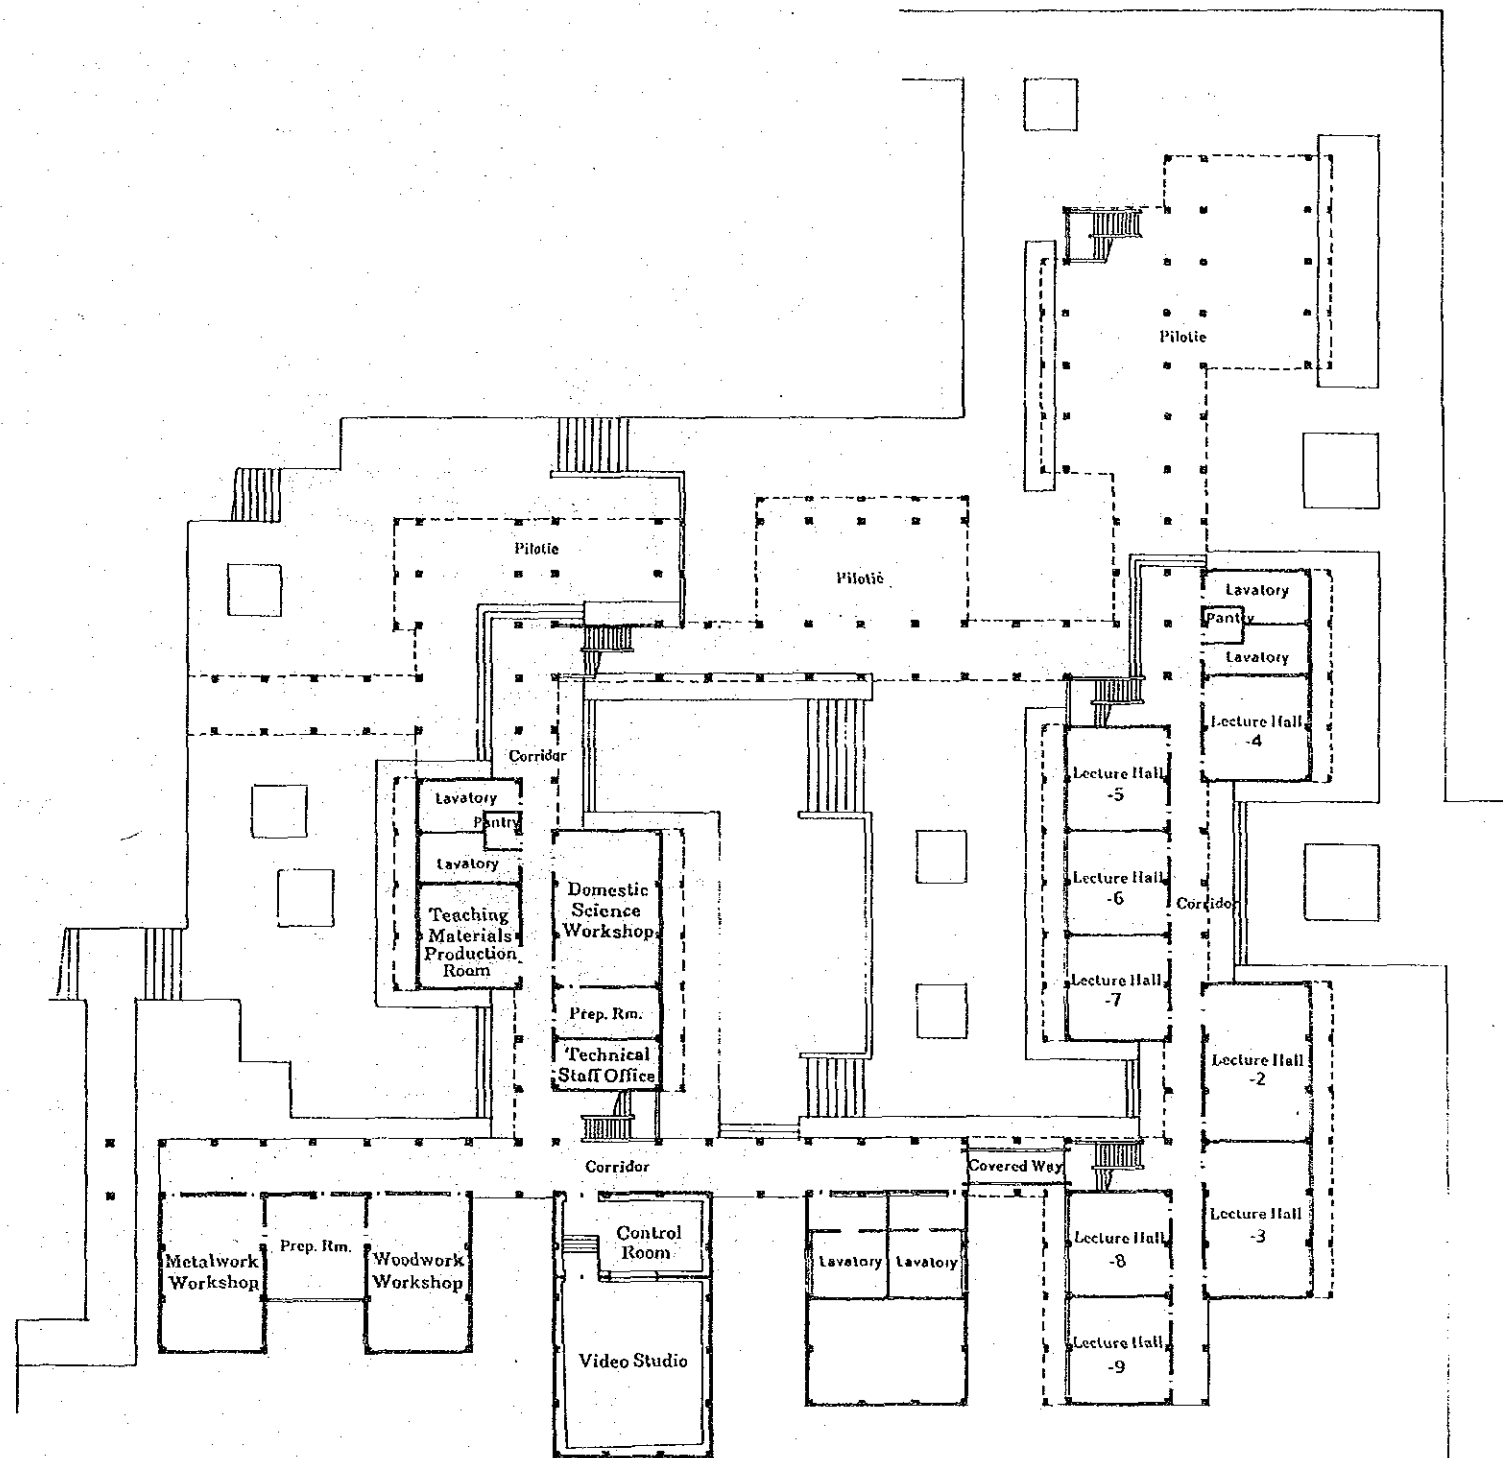 Pilotie
Pilotie
Pilotie
Lavatory
Pantry
Lavatory
Lecture Hall
-4
Corridor
Lecture Hall
-5
Lavatory
Pantry
Lavatory
Domestic
Science
Workshop
Lecture Hall
-6
Corridor
Teaching
Materials
Production
Room
Lecture Hall
-7
Prep. Rm.
Technical
Staff Office
Lecture Hall
-2
Corridor
Covered Way
Lecture Hall
-3
Metalwork
Workshop
Prep. Rm.
Woodwork
Workshop
Control
Room
Lavatory
Lavatory
Lecture Hall
-8
Video Studio
Lecture Hall
-9